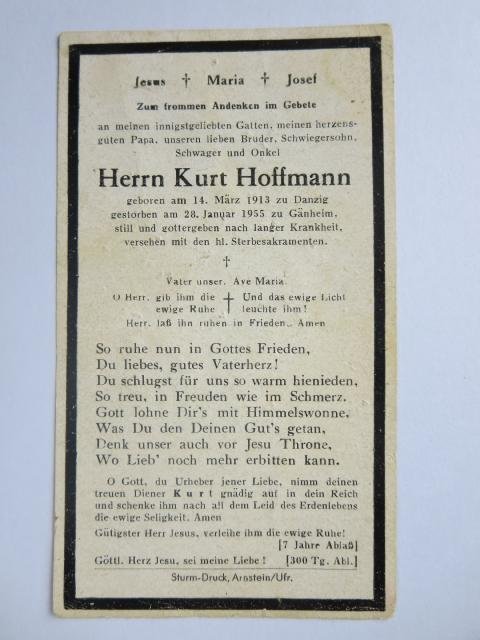 Jesus † Maria † Josef
Zum frommen Andenken im Gebete
an meinen innigstgeliebten Gatten, meinen herzens-
guten Papa, unseren lieben Bruder, Schwiegersohn,
Schwager und Onkel
Herrn Kurt Hoffmann
geboren am 14. März 1913 zu Danzig
gestorben am 28. Januar 1955 zu Gänheim,
still und gottergeben nach langer Krankheit,
versehen mit den hl. Sterbesakramenten.
†
Vater unser. Ave Maria.
O Herr, gib ihm die † Und das ewige Licht
ewige Ruhe leuchte ihm!
Herr, laß ihn ruhen in Frieden. Amen
So ruhe nun in Gottes Frieden,
Du liebes, gutes Vaterherz!
Du schlugst für uns so warm hienieden,
So treu, in Freuden wie im Schmerz.
Gott lohne Dir's mit Himmelswonne,
Was Du den Deinen Gut's getan,
Denk unser auch vor Jesu Throne,
Wo Lieb' noch mehr erbitten kann.
O Gott, du Urheber jener Liebe, nimm deinen
treuen Diener Kurt gnädig auf in dein Reich
und schenke ihm nach all dem Leid des Erdenlebens
die ewige Seligkeit. Amen
Gütigster Herr Jesus, verleihe ihm die ewige Ruhe!
[7 Jahre Ablaß]
Göttl. Herz Jesu, sei meine Liebe! [300 Tg. Abl.]
Sturm-Druck, Arnstein/Ufr.